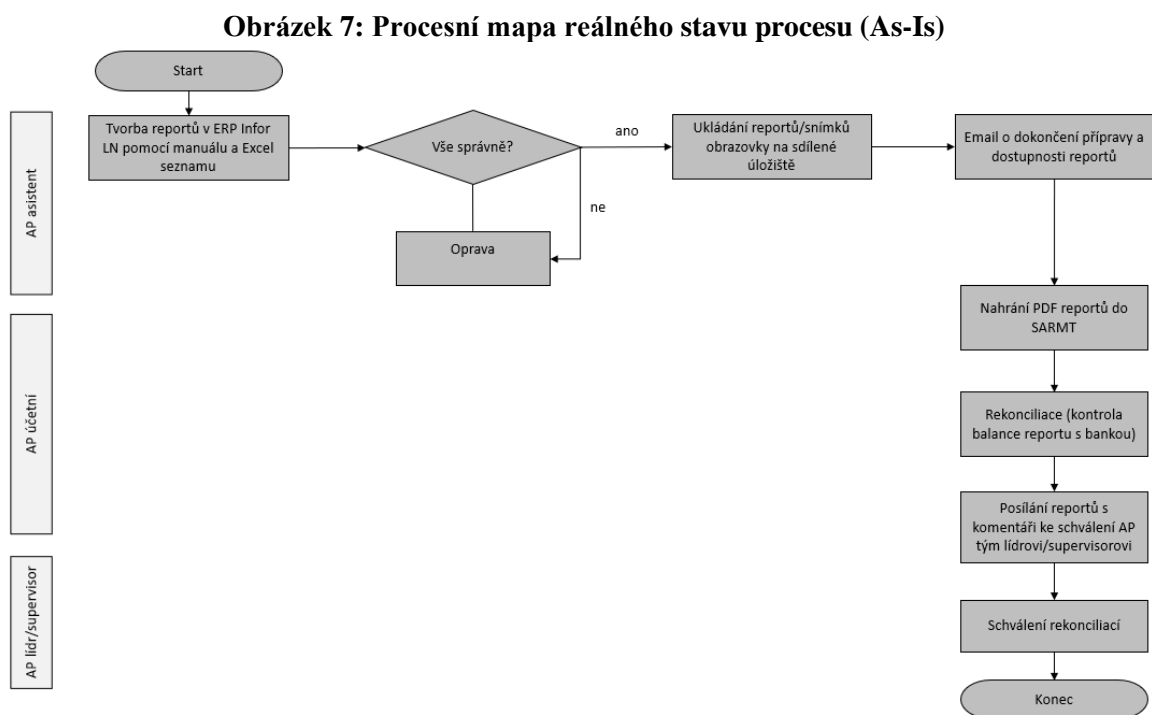 Obrázek 7: Procesní mapa reálného stavu procesu (As-Is)
Start
AP asistent
Tvorba reportů v ERP Infor
LN pomocí manuálu a Excel
seznamu
Vše správně?
ano
ne
Oprava
Ukládání reportů/snímků
obrazovky na sdílené
úložiště
Email o dokončení přípravy a
dostupnosti reportů
AP účetní
Nahrání PDF reportů do
SARMT
Rekonciliace (kontrola
balance reportu s bankou)
Posílání reportů s
komentáři ke schválení AP
tým lídrovi/supervisorovi
AP lídr/supervisor
Schválení rekonciliací
Konec